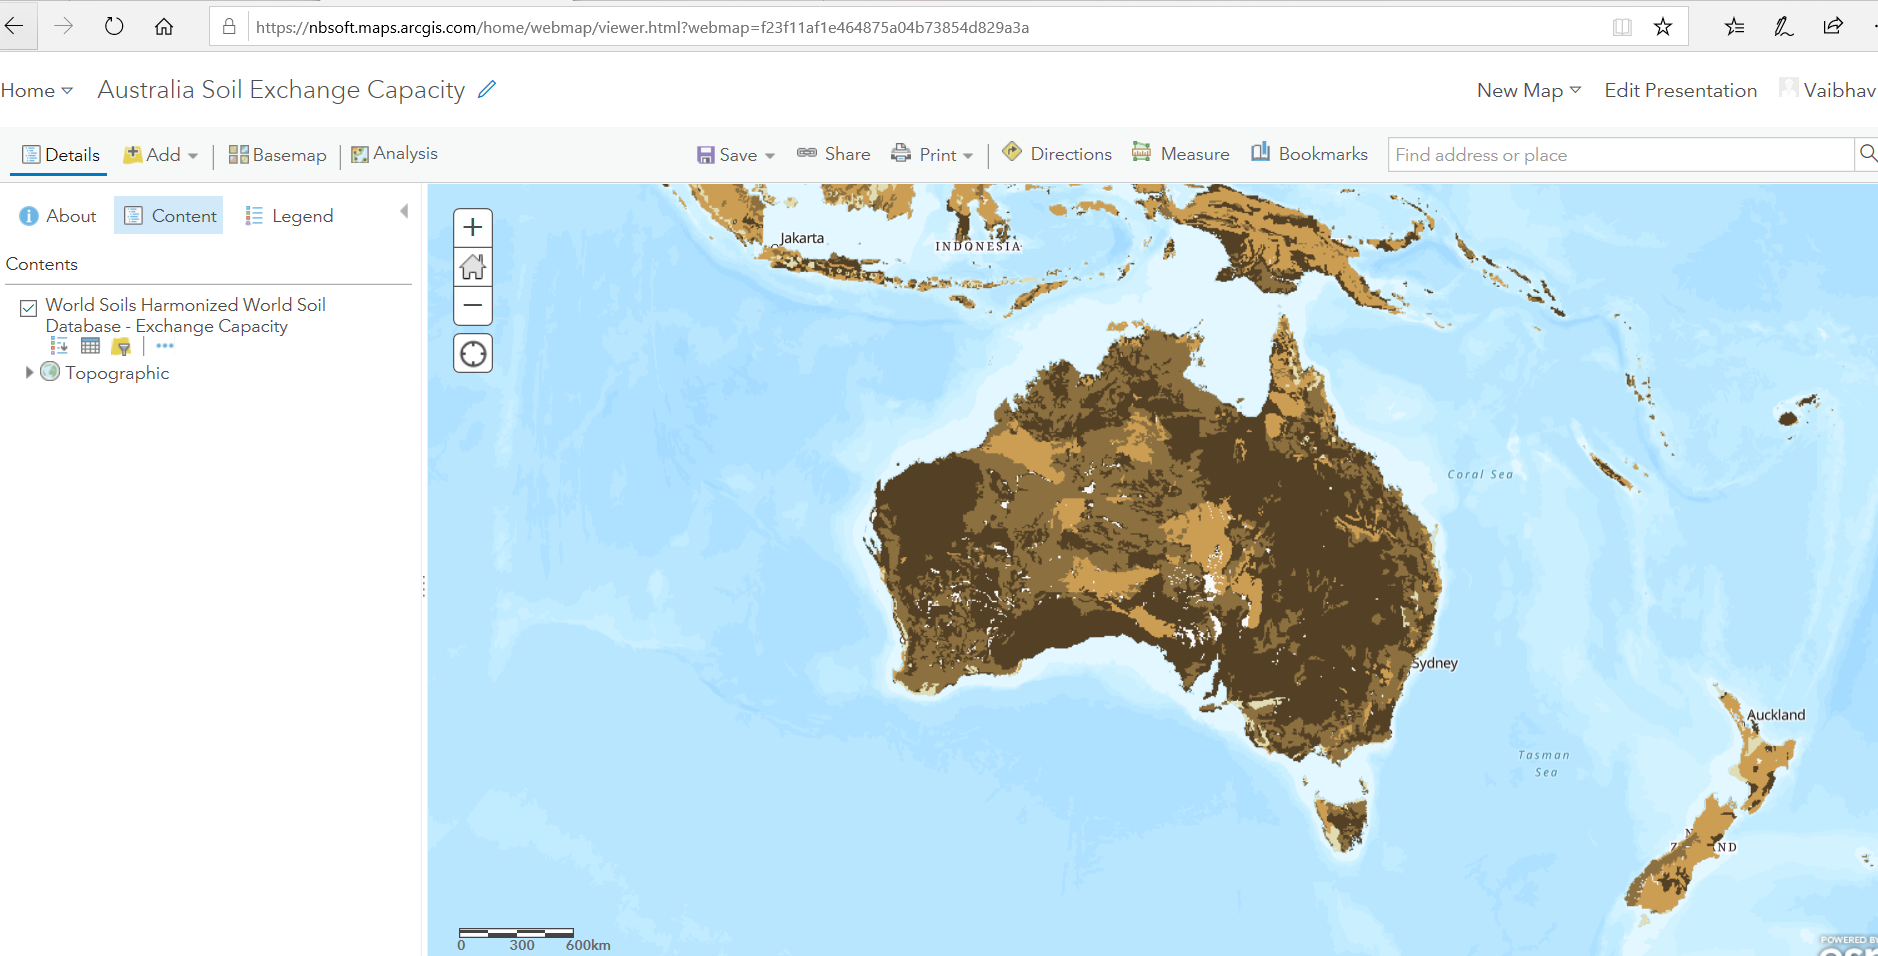 https://nbsoft.maps.arcgis.com/home/webmap/viewer.html?webmap=f23f11af1e464875a04b73854d829a3a
Home Australia Soil Exchange Capacity New Map Edit Presentation Vaibhav
Details Add Basemap Analysis Save Share Print Directions Measure Bookmarks Find address or place
About Content Legend
Contents
World Soils Harmonized World Soil
Database - Exchange Capacity
Topographic
Jakarta
INDONESIA
Coral Sea
Sydney
Auckland
Tasman
Sea
0 300 600km
POWERED BY